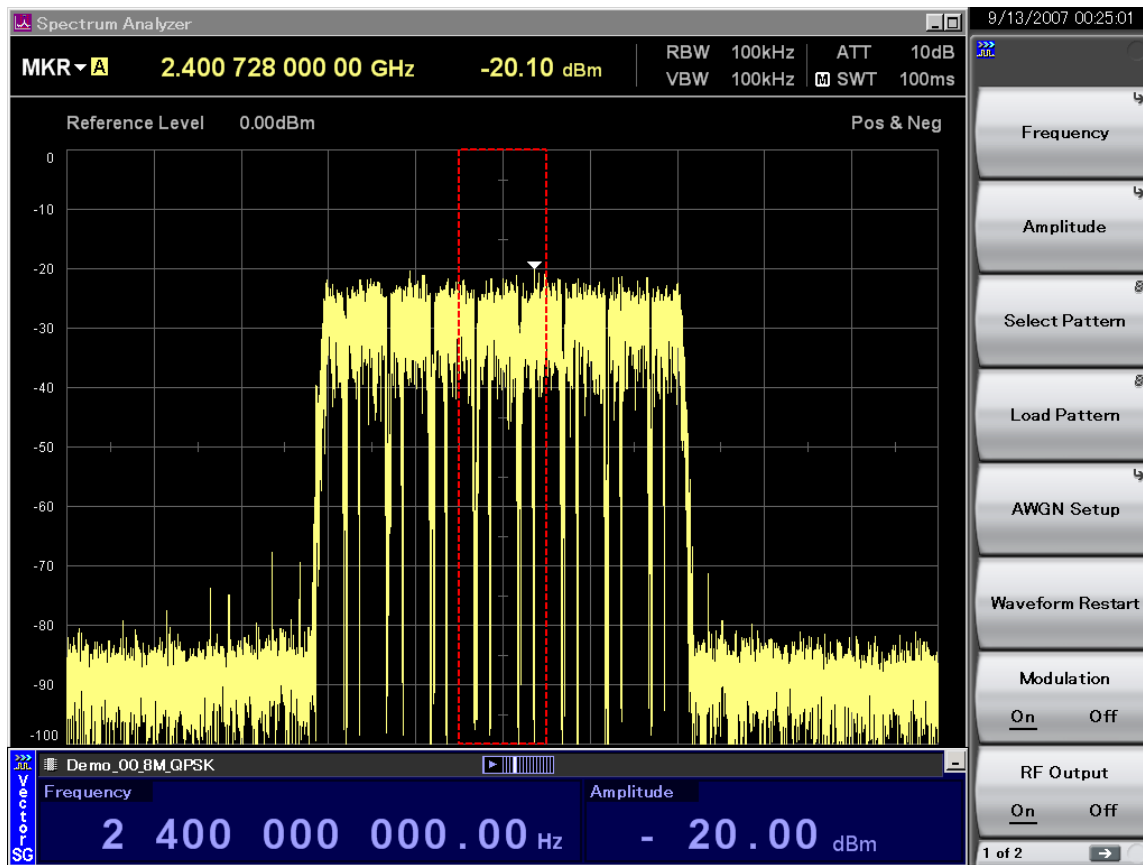 Spectrum Analyzer
9/13/2007 00:25:01
MKR A 2.400 728 000 00 GHz -20.10 dBm
RBW 100kHz ATT 10dB
VBW 100kHz M SWT 100ms
Reference Level 0.00dBm Pos & Neg
0
-10
-20
-30
-40
-50
-60
-70
-80
-90
-100
Frequency
Amplitude
Select Pattern
Load Pattern
AWGN Setup
Waveform Restart
Modulation
On Off
RF Output
On Off
1 of 2
Vector SG
Demo_00_8M_QPSK
Frequency
2 400 000 000.00 Hz
Amplitude
- 20.00 dBm